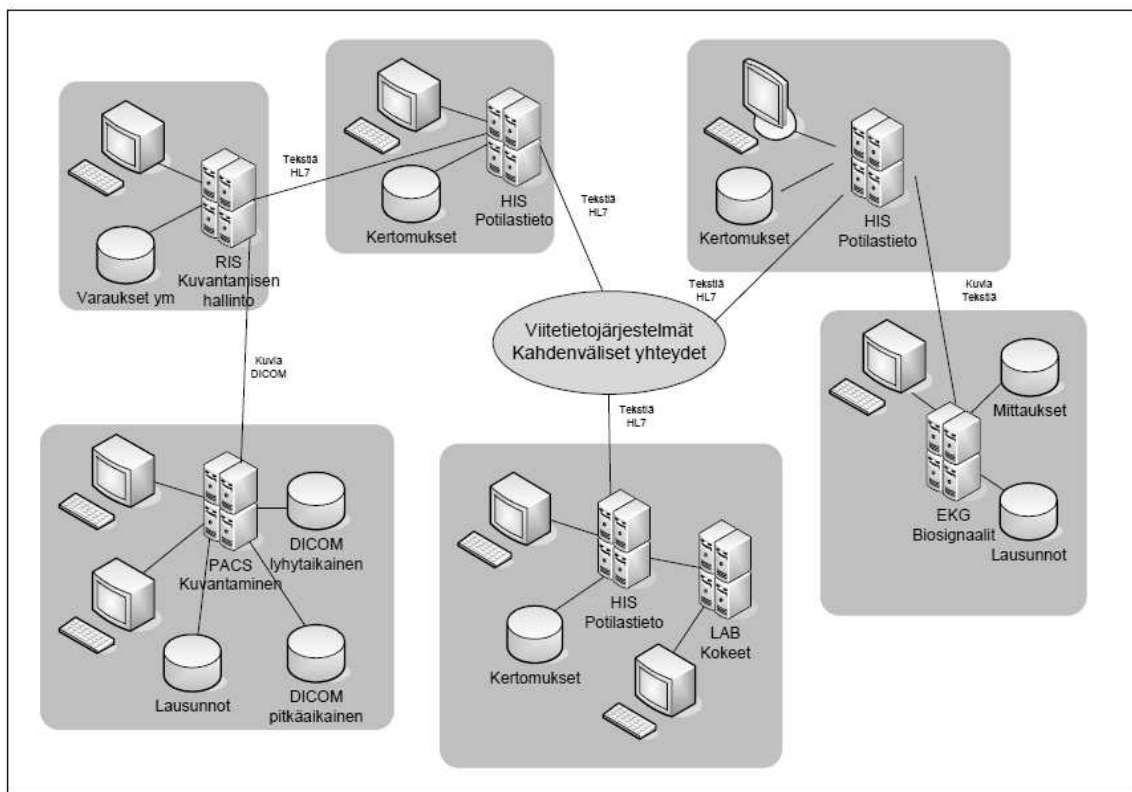 Tekstiä
HL7
RIS
Kuvantamisen
hallinto
Varaukset ym
HIS
Potilastieto
Kertomukset
Tekstiä
HL7
HIS
Potilastieto
Kertomukset
Tekstiä
HL7
Kuvia
Tekstiä
Viitetietojärjestelmät
Kahdenväliset yhteydet
Kuvia
DICOM
Tekstiä
HL7
Mittaukset
EKG
Biosignaalit
Lausunnot
PACS
Kuvantaminen
DICOM
lyhytaikainen
Lausunnot
DICOM
pitkäaikainen
HIS
Potilastieto
Kertomukset
LAB
Kokeet